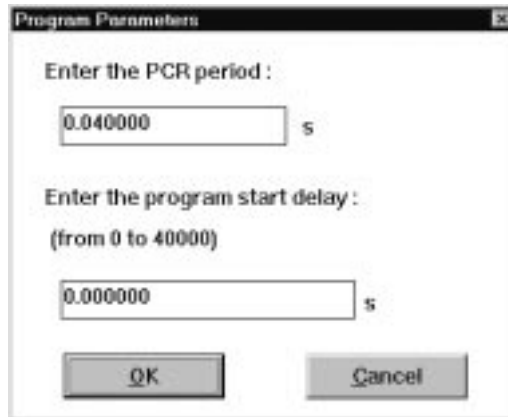 Program Parameters
Enter the PCR period :
0.040000 s
Enter the program start delay :
(from 0 to 40000)
0.000000 s
OK Cancel